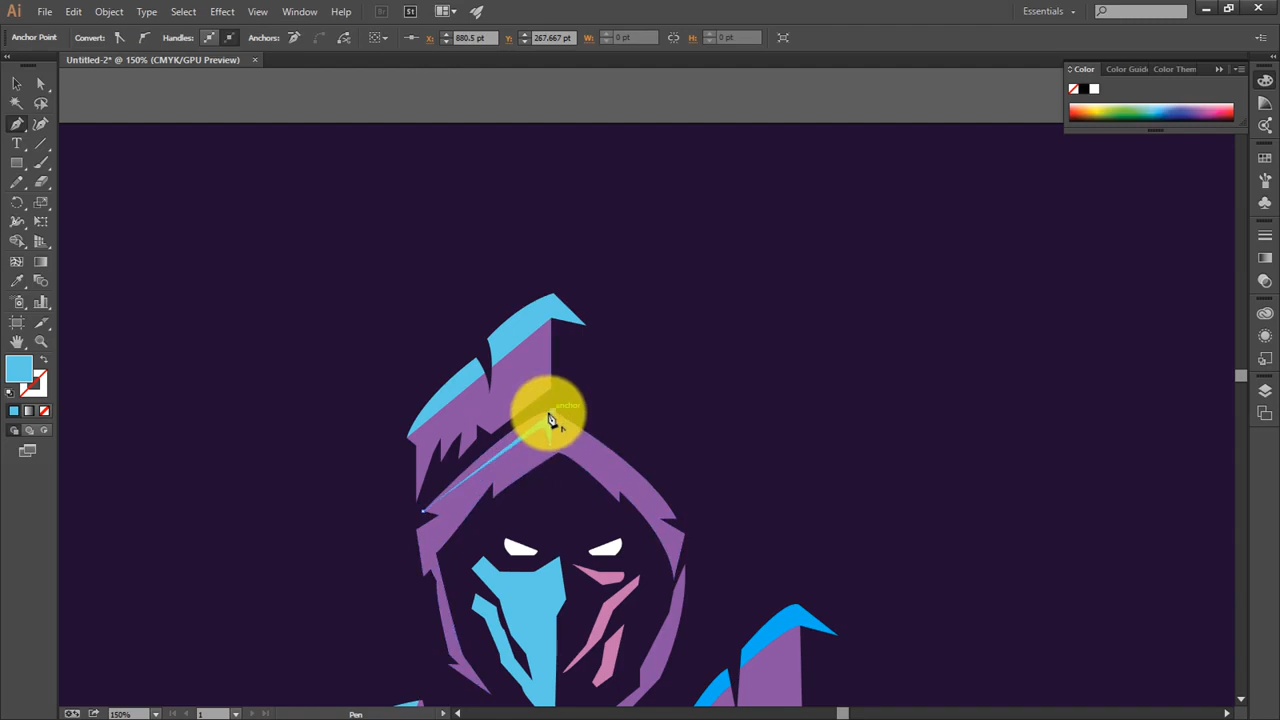 Ai File Edit Object Type Select Effect View Window Help Br St Essentials
Anchor Point Convert: Handles: Anchors: X: 880.5 pt Y: 267.667 pt W: 0 pt H: 0 pt
Untitled-2* @ 150% (CMYK/GPU Preview)
Color Color Guide Color Them
anchor
150% 1 Pen